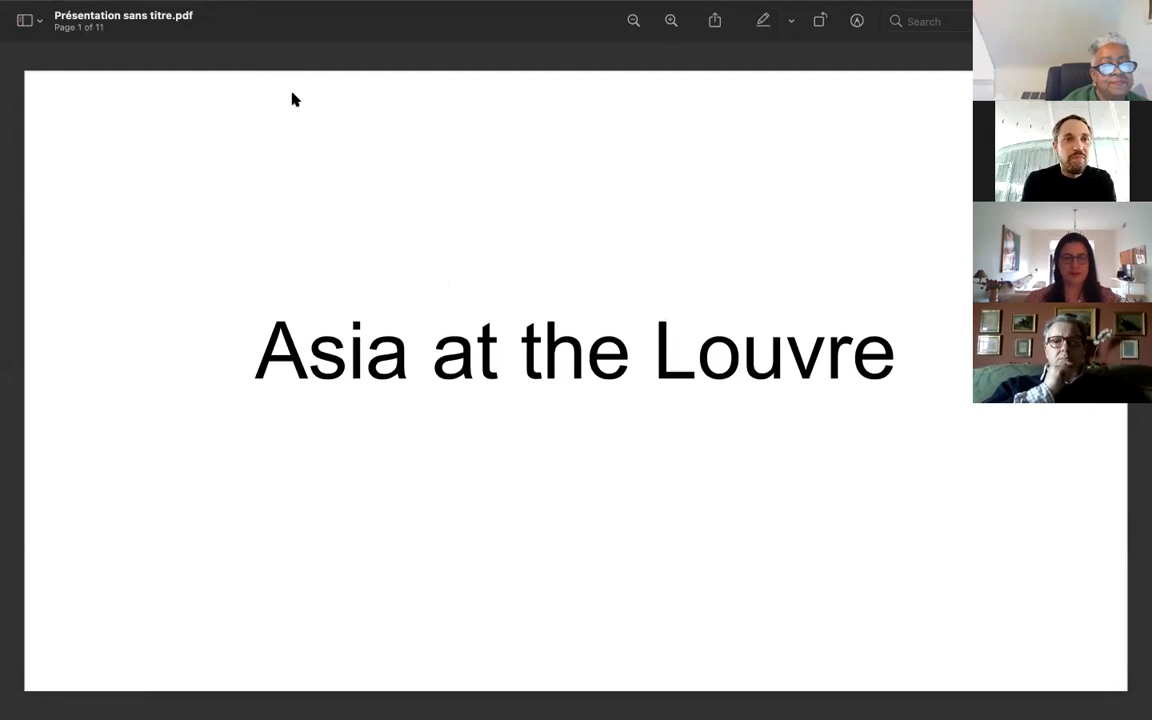 Présentation sans titre.pdf
Page 1 of 11
Search
Asia at the Louvre